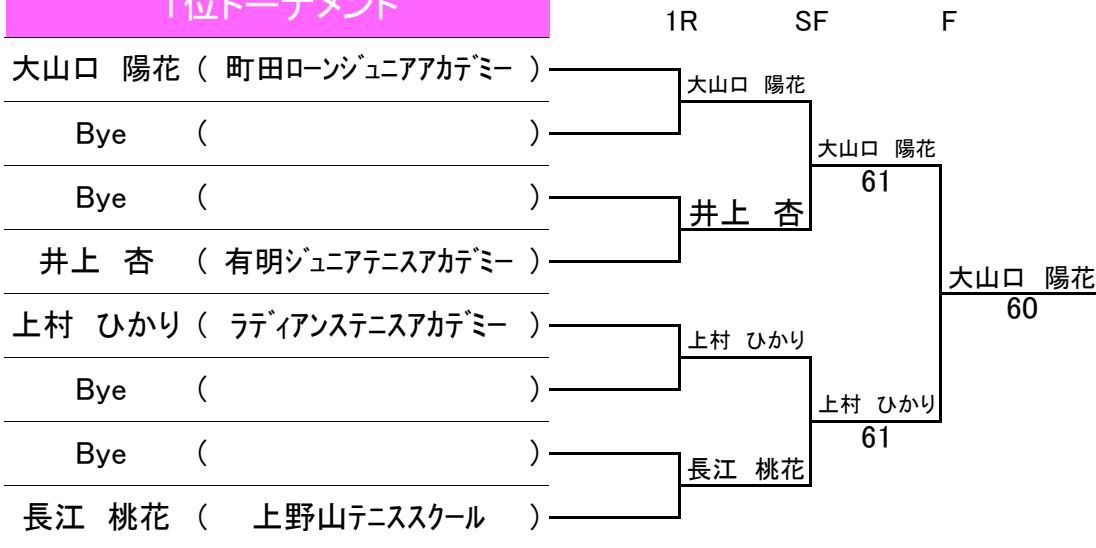 1位トーナメント
1R SF F
大山口 陽花 ( 町田ローンジュニアアカデミー )
大山口 陽花
Bye ( )
大山口 陽花
61
Bye ( )
井上 杏
井上 杏 ( 有明ジュニアテニスアカデミー )
大山口 陽花
60
上村 ひかり ( ラディアンステニスアカデミー )
上村 ひかり
Bye ( )
上村 ひかり
61
Bye ( )
長江 桃花
長江 桃花 ( 上野山テニススクール )